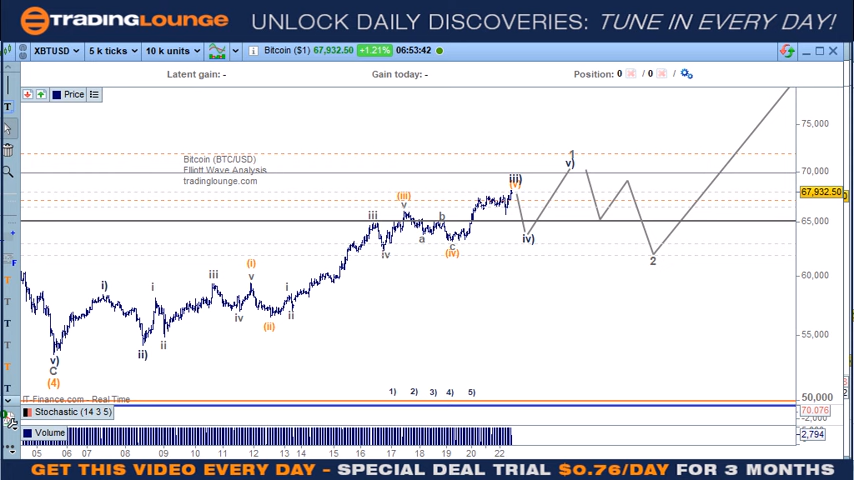 TRADINGLOUNGE UNLOCK DAILY DISCOVERIES: TUNE IN EVERY DAY!
XBTUSD 5 k ticks 10 k units i Bitcoin ($1) 67,932.50 +1.21% 06:53:42
Latent gain: - Gain today: - Position: 0 / 0
T Price
Bitcoin (BTC/USD)
Elliott Wave Analysis
tradinglounge.com
75,000
70,000
67,932.50
65,000
60,000
55,000
50,000
1
v)
iii)
(v)
(iii)
v
iii
b
a
iv
c
(iv)
iv)
2
(i)
v
iii
i)
i
i
iv
ii
(ii)
ii)
ii
v)
C
(4)
1) 2) 3) 4) 5)
IT-Finance.com - Real Time
Stochastic (14 3 5)
70.076
Volume
2,794
05 06 07 08 09 10 11 12 13 14 15 16 17 18 19 20 22
GET THIS VIDEO EVERY DAY - SPECIAL DEAL TRIAL $0.76/DAY FOR 3 MONTHS